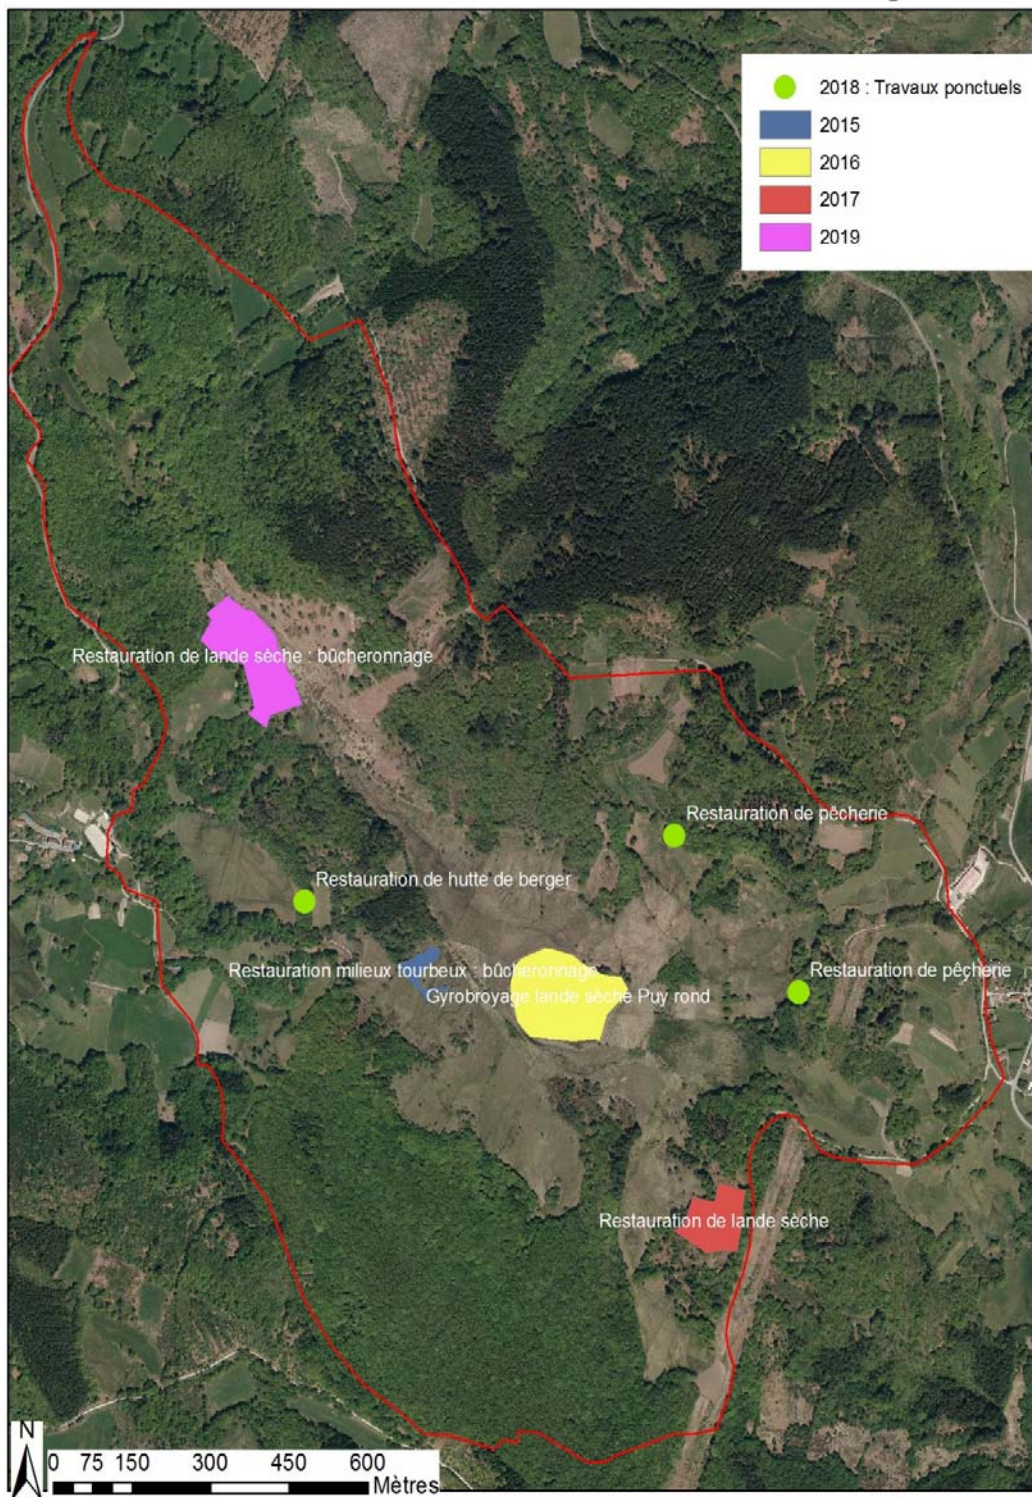 2018 : Travaux ponctuels
2015
2016
2017
2019
Restauration de lande sèche : bûcheronnage
Restauration de pêcherie
Restauration de hutte de berger
Restauration milieux tourbeux : bûcheronnage
Restauration de pêcherie
Gyrobroyage lande sèche Puy rond
Restauration de lande sèche
N
0 75 150 300 450 600
Mètres